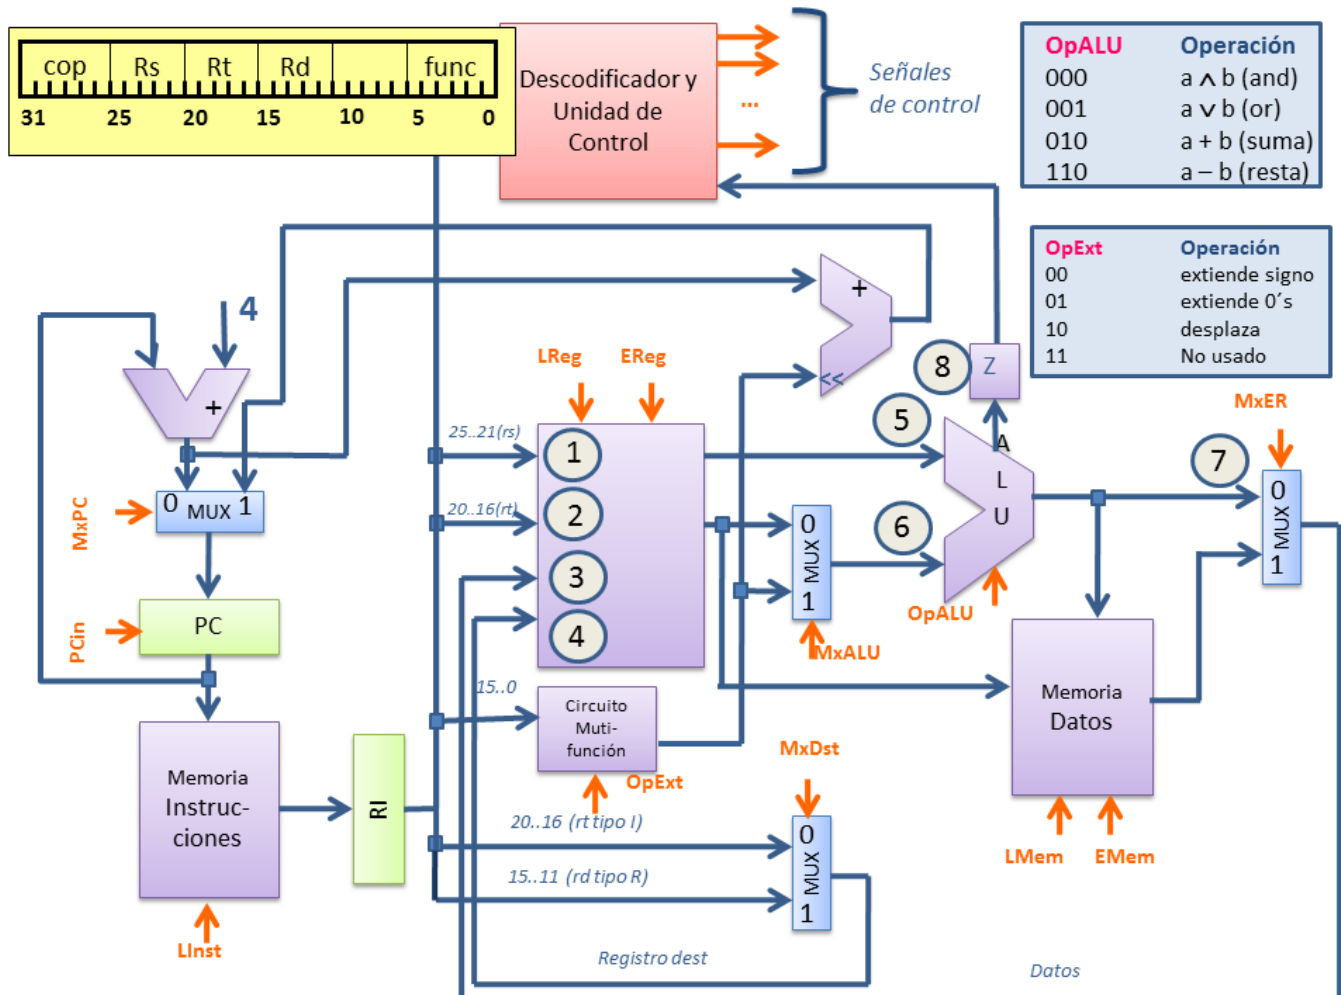 cop Rs Rt Rd func
31 25 20 15 10 5 0
Descodificador y
Unidad de
Control
...
Señales
de control
OpALU Operación
000 a ∧ b (and)
001 a ∨ b (or)
010 a + b (suma)
110 a – b (resta)
OpExt Operación
00 extiende signo
01 extiende 0´s
10 desplaza
11 No usado
4
+
+
<<
LReg
EReg
8
Z
MxER
25..21(rs)
1
5
A
L
U
7
0
MUX
1
MxPC
0 MUX 1
20..16(rt)
2
0
MUX
1
6
3
PCin
PC
4
OpALU
MxALU
15..0
Circuito
Muti-
función
OpExt
Memoria
Datos
MxDst
Memoria
Instruc-
ciones
RI
20..16 (rt tipo I)
0
MUX
1
15..11 (rd tipo R)
LMem
EMem
LInst
Registro dest
Datos